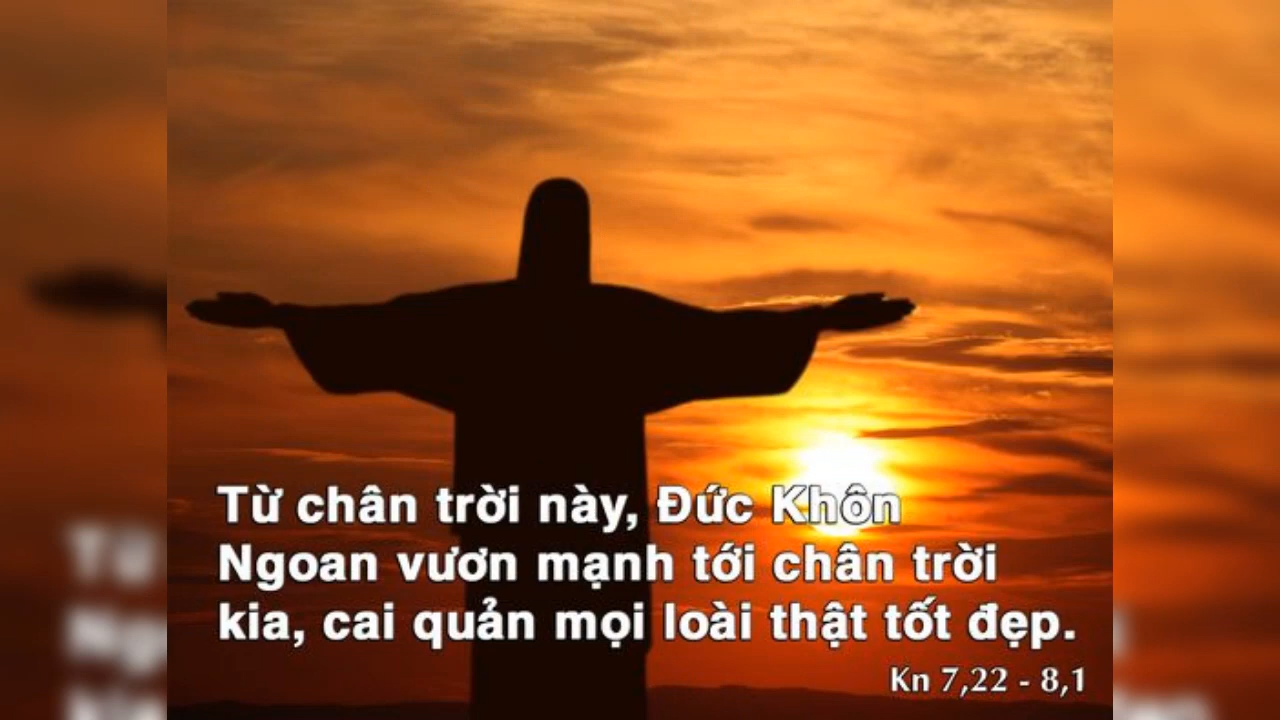 Từ chân trời này, Đức Khôn
Ngoan vươn mạnh tới chân trời
kia, cai quản mọi loài thật tốt đẹp.
Kn 7,22 - 8,1